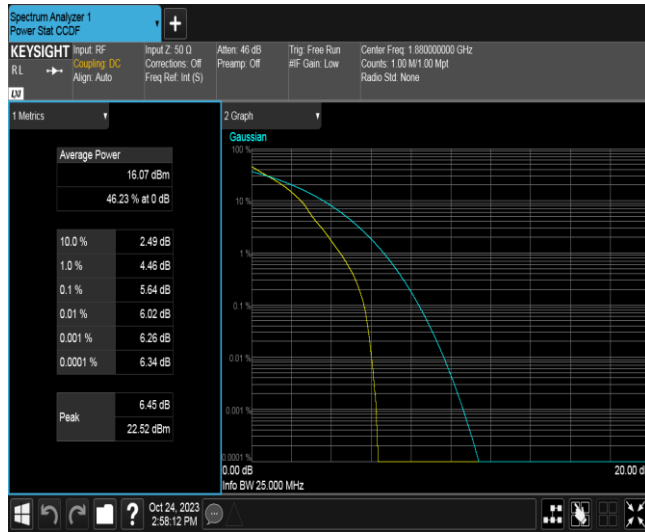 Spectrum Analyzer 1
Power Stat CCDF
+
KEYSIGHT
Input: RF
Input Z: 50 Ω
Atten: 46 dB
Trig: Free Run
Center Freq: 1.880000000 GHz
RL
Coupling: DC
Corrections: Off
Preamp: Off
#IF Gain: Low
Counts: 1.00 M/1.00 Mpt
Align: Auto
Freq Ref: Int (S)
Radio Std: None
LXI
1 Metrics
Average Power
16.07 dBm
46.23 % at 0 dB
10.0 % 2.49 dB
1.0 % 4.46 dB
0.1 % 5.64 dB
0.01 % 6.02 dB
0.001 % 6.26 dB
0.0001 % 6.34 dB
Peak
6.45 dB
22.52 dBm
2 Graph
Gaussian
100 %
10 %
1 %
0.1 %
0.01 %
0.001 %
0.0001 %
0.00 dB
20.00 d
Info BW 25.000 MHz
?
Oct 24, 2023
2:58:12 PM